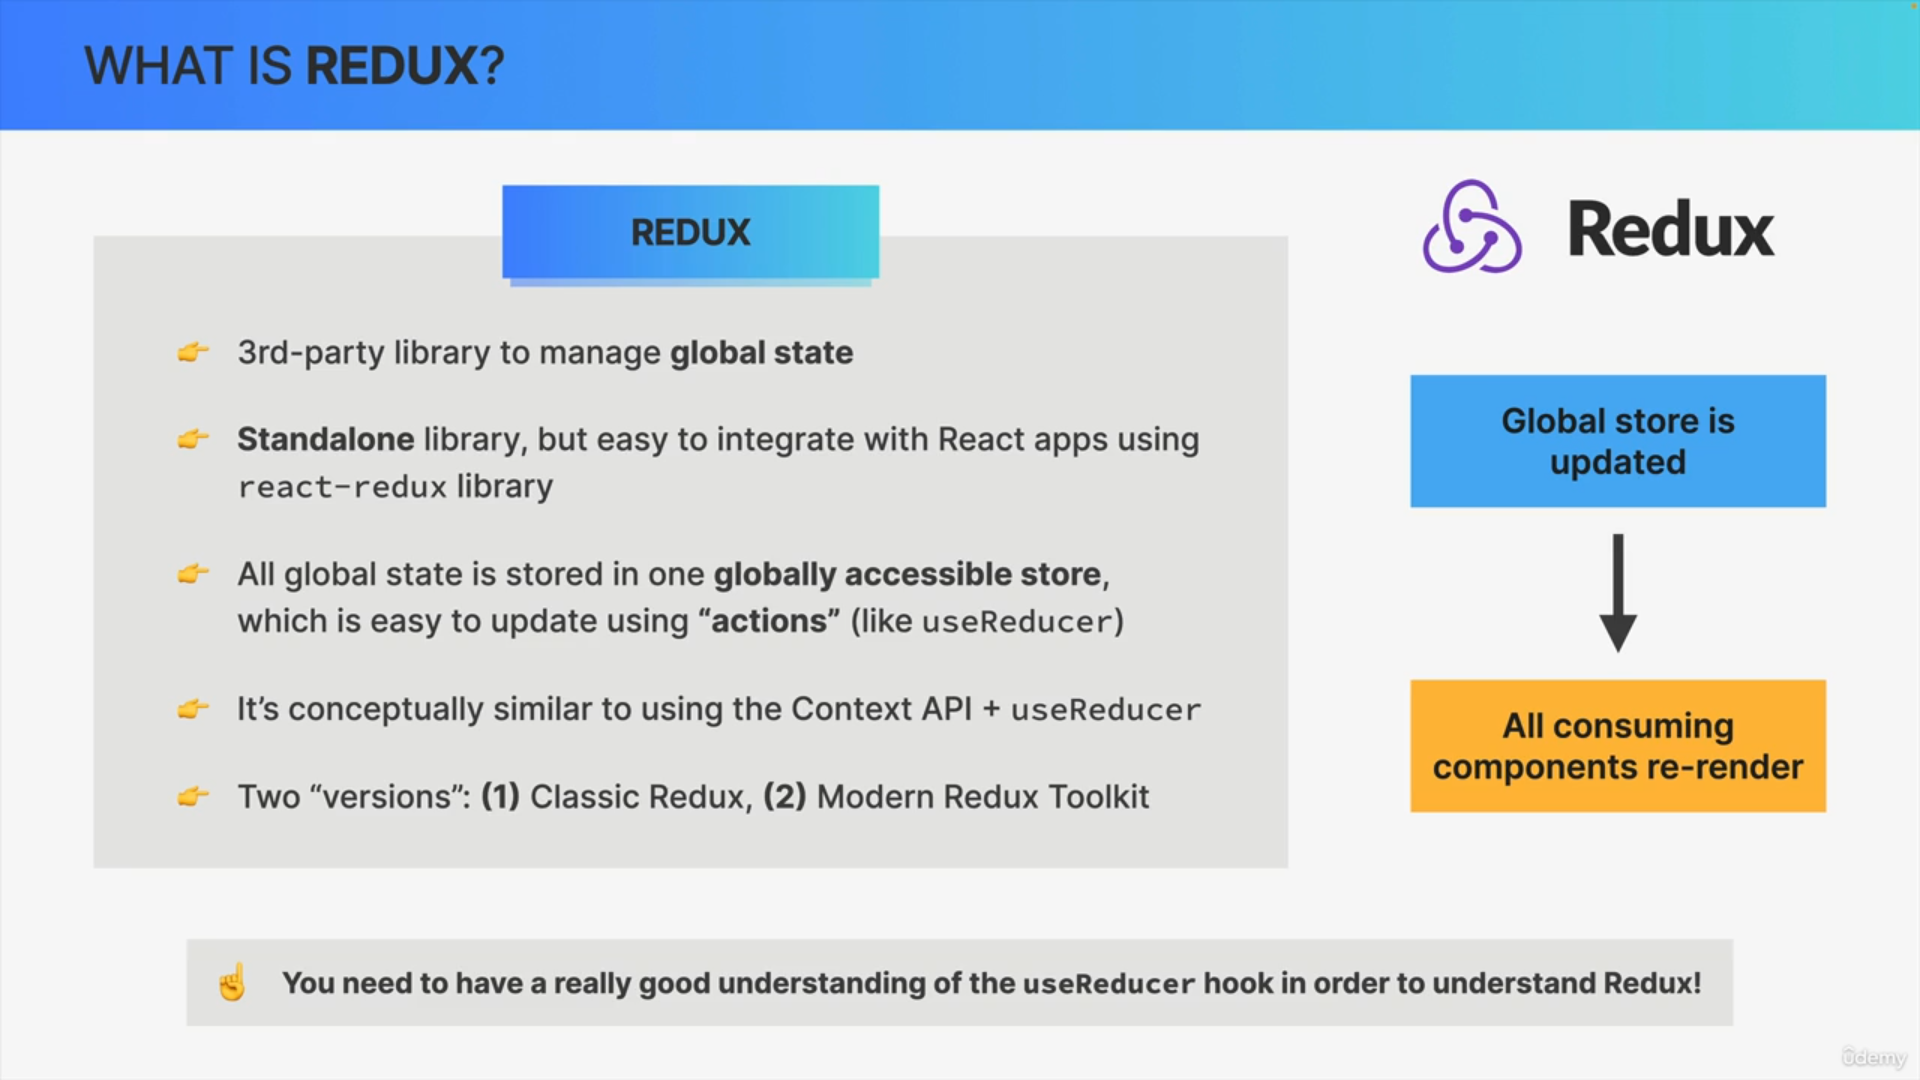 WHAT IS REDUX?
REDUX
👉 3rd-party library to manage global state
👉 Standalone library, but easy to integrate with React apps using
react-redux library
👉 All global state is stored in one globally accessible store,
which is easy to update using “actions” (like useReducer)
👉 It’s conceptually similar to using the Context API + useReducer
👉 Two “versions”: (1) Classic Redux, (2) Modern Redux Toolkit
Redux
Global store is
updated
All consuming
components re-render
☝️ You need to have a really good understanding of the useReducer hook in order to understand Redux!
ûdemy